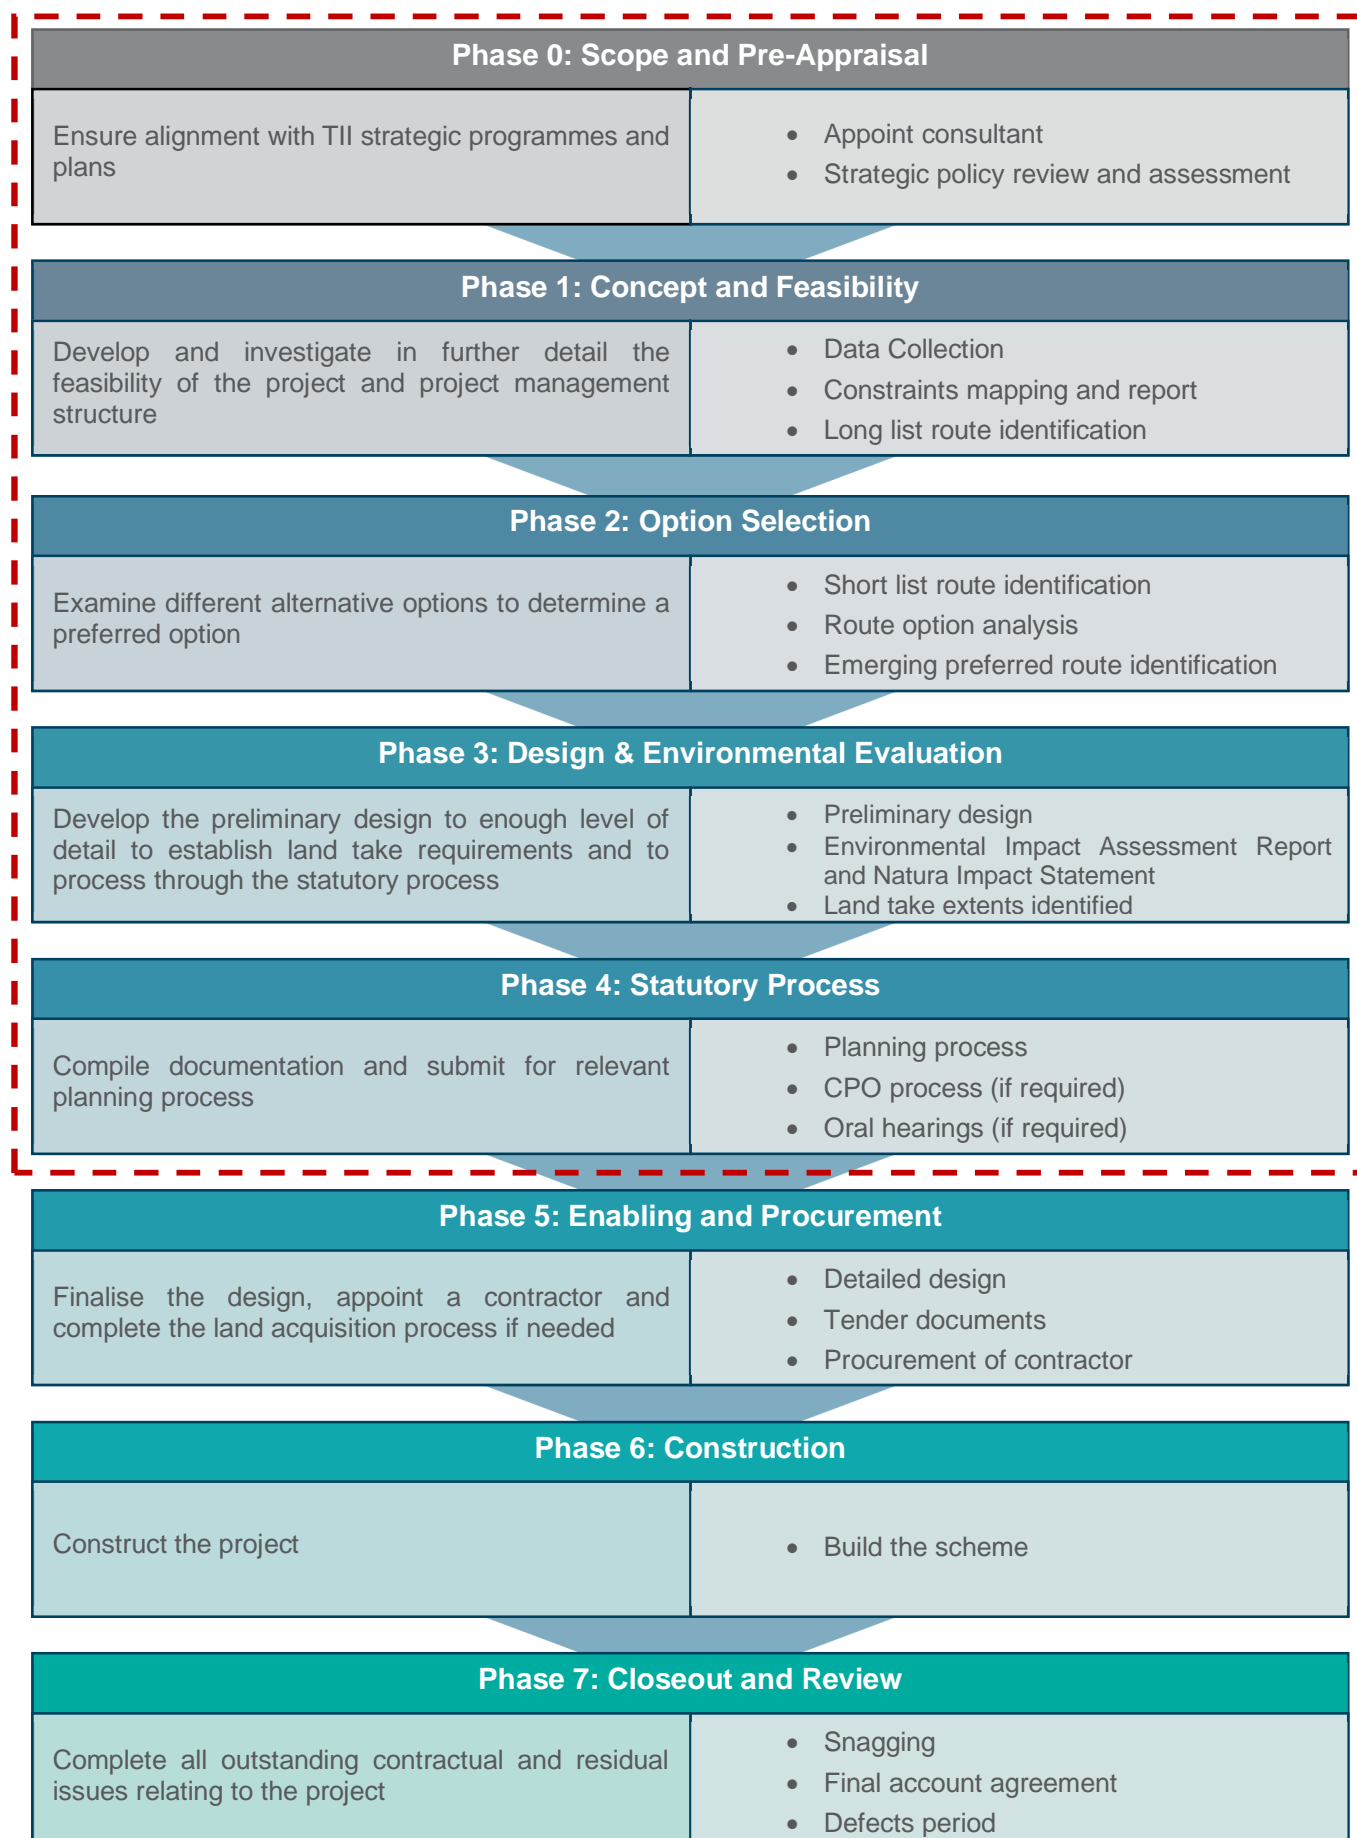 Phase 0: Scope and Pre-Appraisal
Ensure alignment with TII strategic programmes and
plans
• Appoint consultant
• Strategic policy review and assessment
Phase 1: Concept and Feasibility
Develop and investigate in further detail the
feasibility of the project and project management
structure
• Data Collection
• Constraints mapping and report
• Long list route identification
Phase 2: Option Selection
Examine different alternative options to determine a
preferred option
• Short list route identification
• Route option analysis
• Emerging preferred route identification
Phase 3: Design & Environmental Evaluation
Develop the preliminary design to enough level of
detail to establish land take requirements and to
process through the statutory process
• Preliminary design
• Environmental Impact Assessment Report
and Natura Impact Statement
• Land take extents identified
Phase 4: Statutory Process
Compile documentation and submit for relevant
planning process
• Planning process
• CPO process (if required)
• Oral hearings (if required)
Phase 5: Enabling and Procurement
Finalise the design, appoint a contractor and
complete the land acquisition process if needed
• Detailed design
• Tender documents
• Procurement of contractor
Phase 6: Construction
Construct the project
• Build the scheme
Phase 7: Closeout and Review
Complete all outstanding contractual and residual
issues relating to the project
• Snagging
• Final account agreement
• Defects period